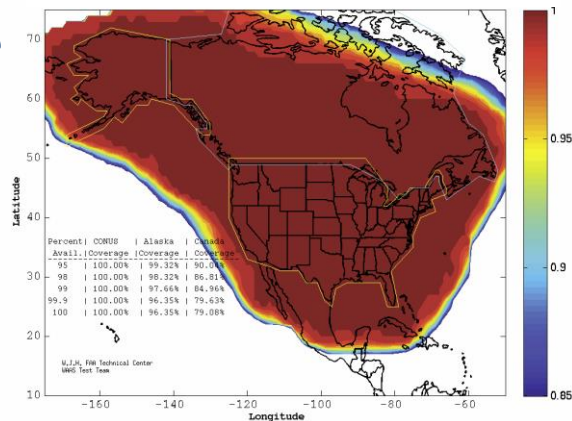 75
70
60
50
40
30
20
10
Latitude
Percent| CONUS | Alaska | Canada
Avail.|Coverage |Coverage |Coverage
95 |100.00% | 99.32% | 90.06%
98 |100.00% | 98.32% | 86.81%
99 |100.00% | 97.66% | 84.96%
99.9 |100.00% | 96.35% | 79.63%
100 |100.00% | 96.35% | 79.08%
W.J.H. FAA Technical Center
WAAS Test Team
-160 -140 -120 -100 -80 -60
Longitude
1
0.95
0.9
0.85